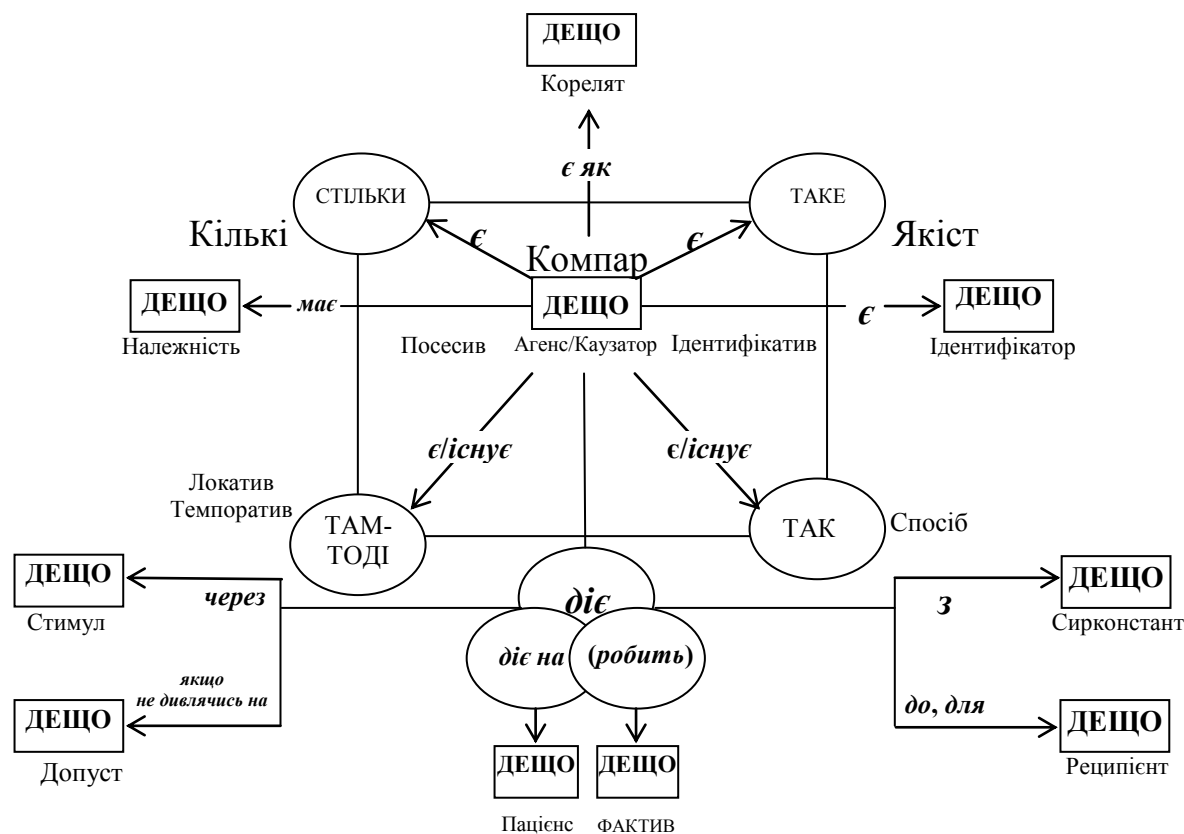 ДЕЩО
Корелят
є як
СТІЛЬКИ
ТАКЕ
Кількі
Якіст
є
є
Компар
ДЕЩО
має
ДЕЩО
є
ДЕЩО
Належність
Посесив
Агенс/Каузатор
Ідентифікатив
Ідентифікатор
є/існує
є/існує
Локатив
Темпоратив
ТАМ-
ТОДІ
ТАК
Спосіб
ДЕЩО
через
діє
З
ДЕЩО
Стимул
Сирконстант
діє на
(робить)
якщо
не дивлячись на
до, для
ДЕЩО
ДЕЩО
Допуст
Реципієнт
ДЕЩО
ДЕЩО
Пацієнс
ФАКТИВ